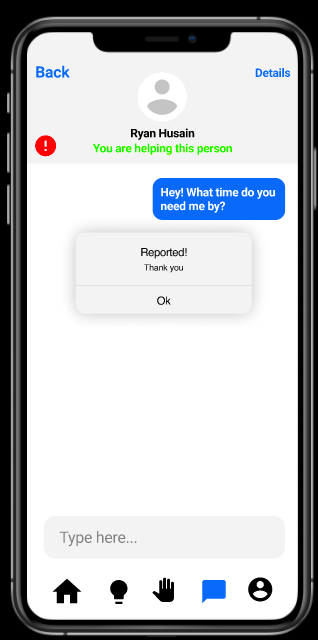 Back
Details
Ryan Husain
You are helping this person
Hey! What time do you
need me by?
Reported!
Thank you
Ok
Type here...